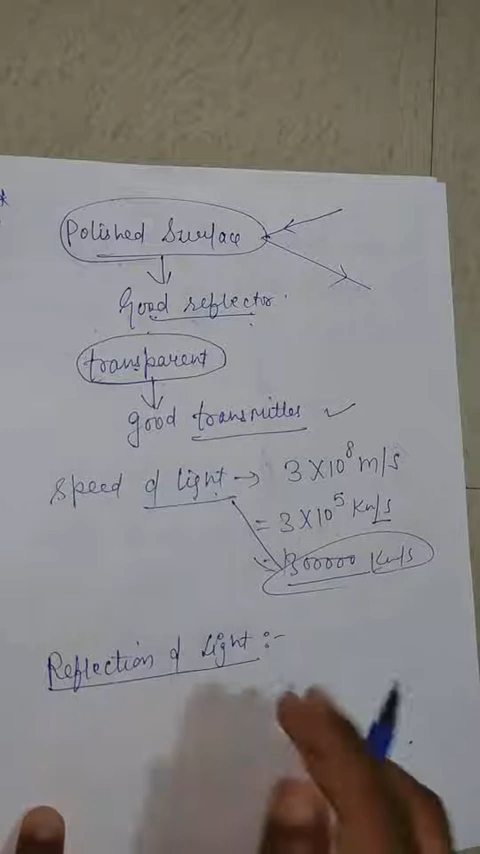 Polished Surface
Good reflector.
transparent
good transmitter
Speed of light → 3 X 10⁸ m/s
= 3 X 10⁵ Km/s
300000 Km/s
Reflection of Light :-